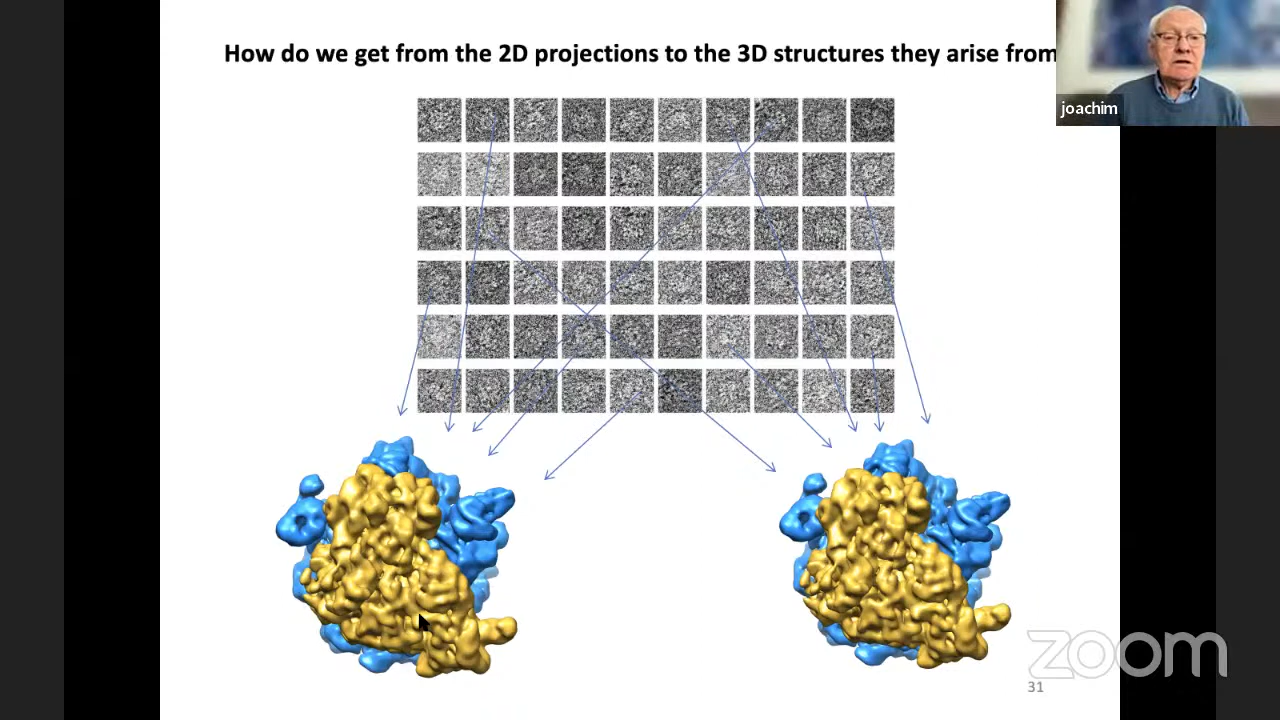 How do we get from the 2D projections to the 3D structures they arise from
joachim
zoom
31